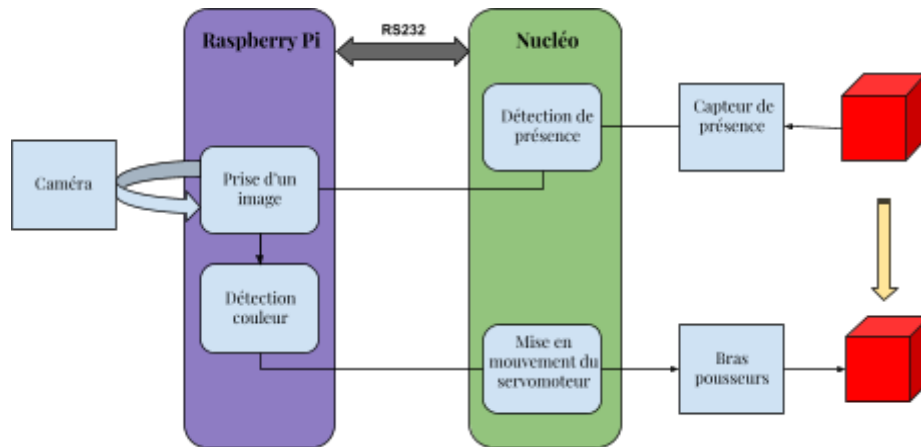 RS232
Raspberry Pi
Nucléo
Détection de
présence
Capteur de
présence
Caméra
Prise d'un
image
Détection
couleur
Mise en
mouvement du
servomoteur
Bras
pousseurs